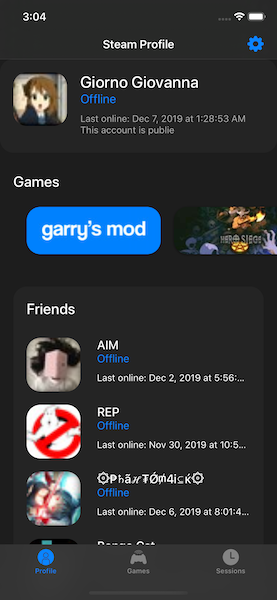 3:04
Steam Profile
Giorno Giovanna
Offline
Last online: Dec 7, 2019 at 1:28:53 AM
This account is publie
Games
garry's mod
HERO SIEGE
Friends
AIM
Offline
Last online: Dec 2, 2019 at 5:56:...
REP
Offline
Last online: Nov 30, 2019 at 10:5...
Offline
Last online: Dec 6, 2019 at 8:01:4...
Profile
Games
Sessions